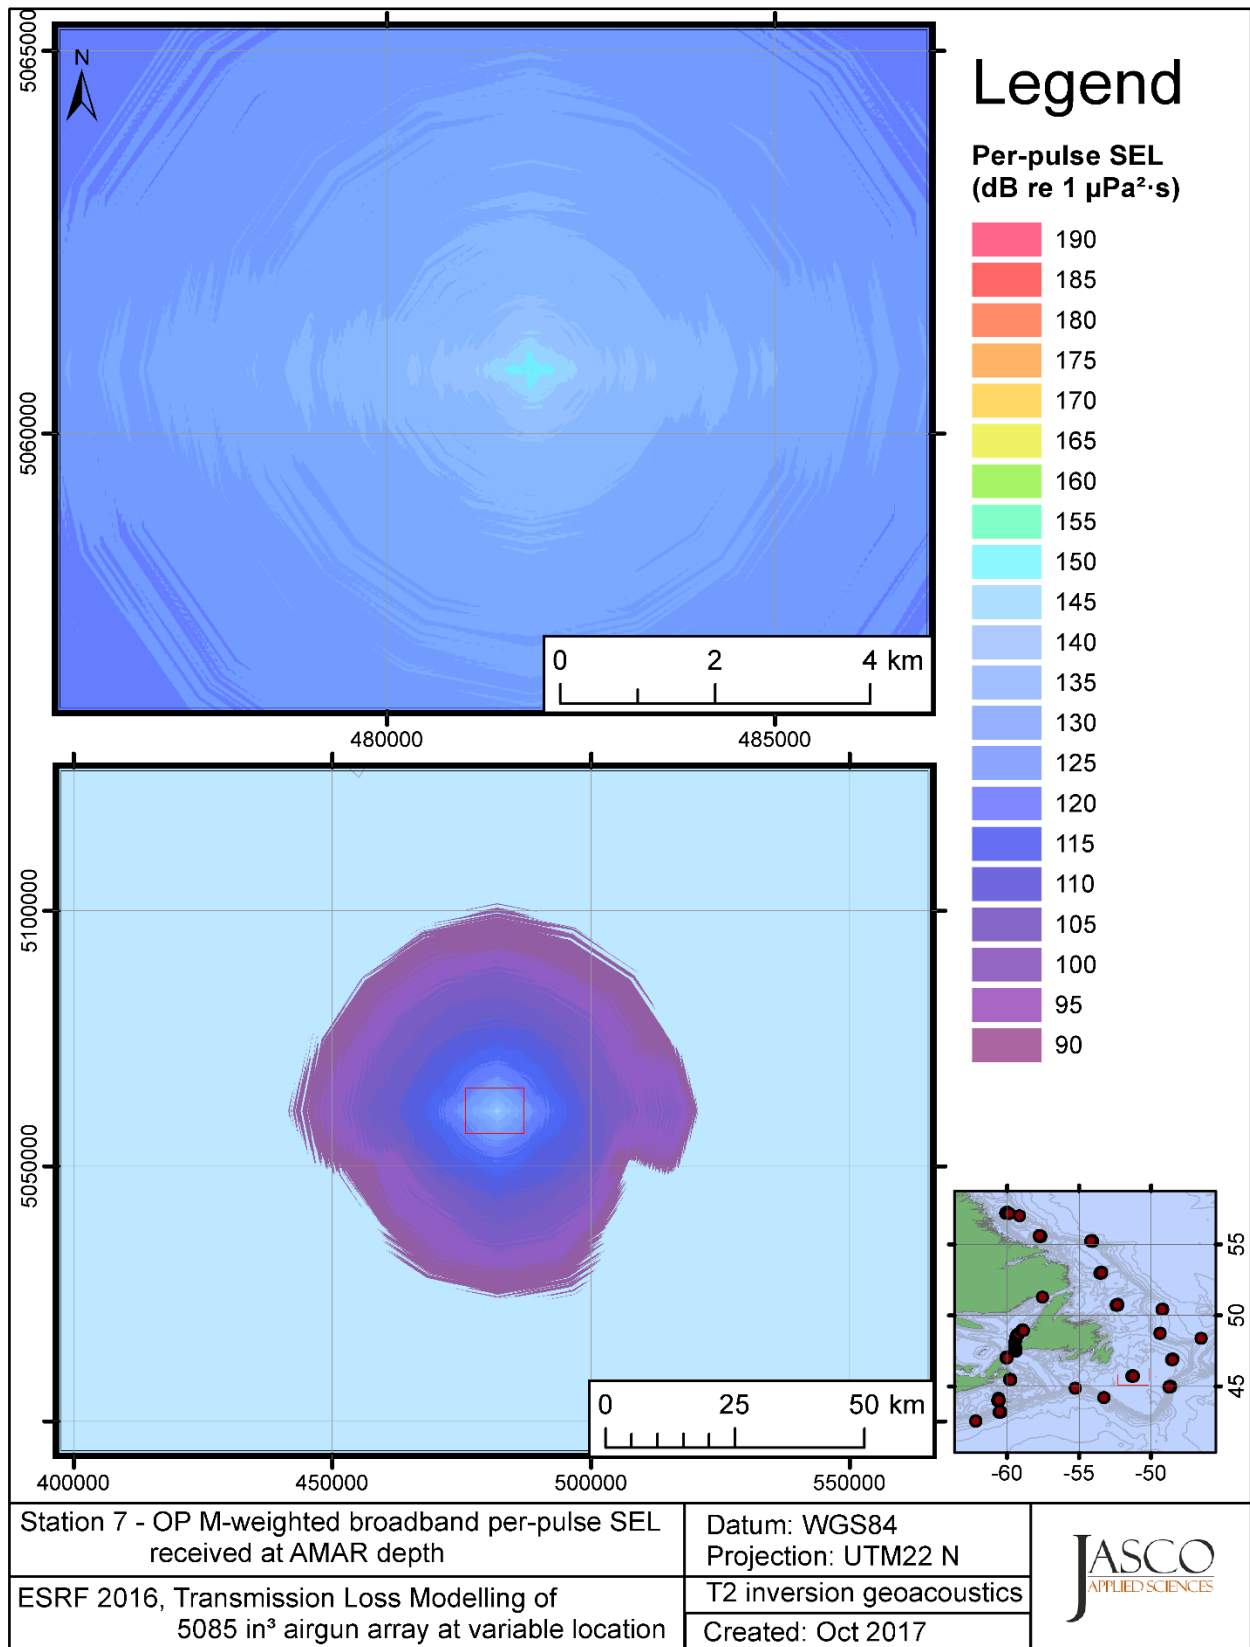 N
5065000
5060000
0 2 4 km
480000 485000
5100000
5050000
0 25 50 km
400000 450000 500000 550000
Legend
Per-pulse SEL
(dB re 1 µPa²·s)
190
185
180
175
170
165
160
155
150
145
140
135
130
125
120
115
110
105
100
95
90
55
50
45
-60 -55 -50
Station 7 - OP M-weighted broadband per-pulse SEL
received at AMAR depth
ESRF 2016, Transmission Loss Modelling of
5085 in³ airgun array at variable location
Datum: WGS84
Projection: UTM22 N
T2 inversion geoacoustics
Created: Oct 2017
JASCO
APPLIED SCIENCES